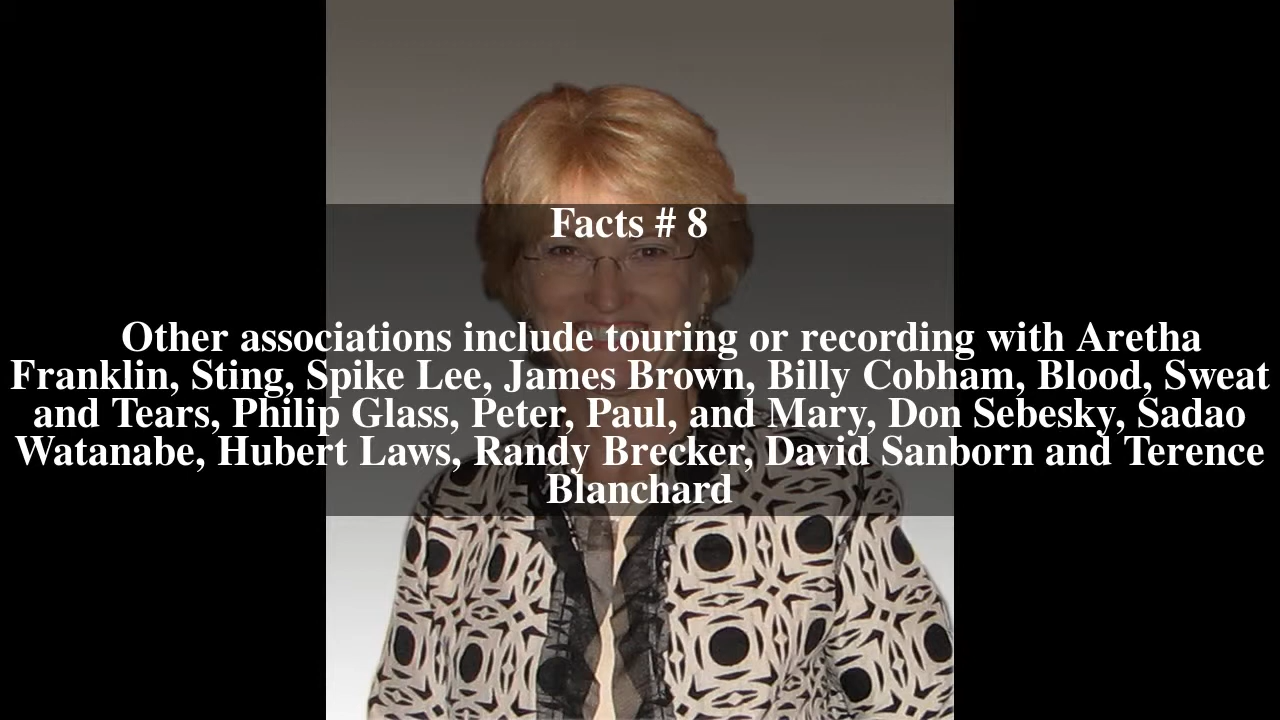 Facts # 8
Other associations include touring or recording with Aretha
Franklin, Sting, Spike Lee, James Brown, Billy Cobham, Blood, Sweat
and Tears, Philip Glass, Peter, Paul, and Mary, Don Sebesky, Sadao
Watanabe, Hubert Laws, Randy Brecker, David Sanborn and Terence
Blanchard